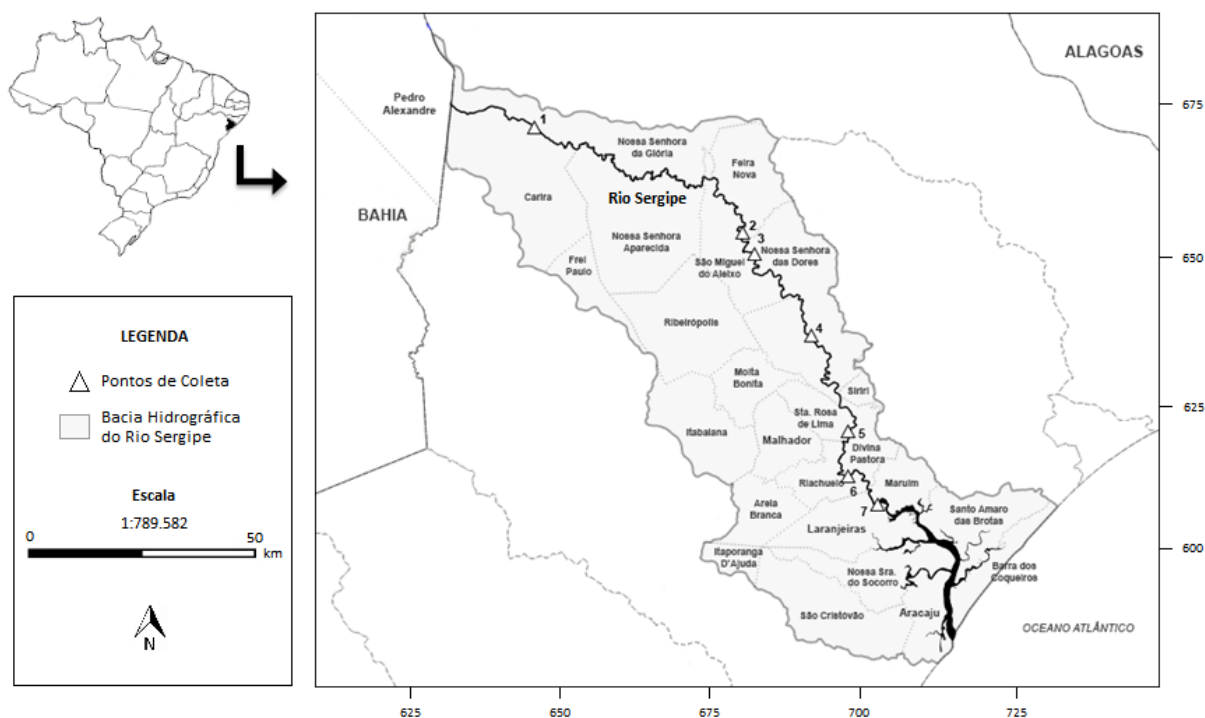 ALAGOAS
Pedro
Alexandre
1
Nossa Senhora
da Glória
Feira
Nova
BAHIA
Carira
Rio Sergipe
2
3
Nossa Senhora
Aparecida
Nossa Senhora
das Dores
São Miguel
do Aleixo
Frei
Paulo
Ribeirópolis
4
Moita
Bonita
Siriri
Sta. Rosa
de Lima
Itabaiana
Malhador
5
Divina
Pastora
Riachuelo
6
Maruim
Areia
Branca
7
Laranjeiras
Santo Amaro
das Brotas
Itaporanga
D'Ajuda
Nossa Sra.
do Socorro
Barra dos
Coqueiros
São Cristóvão
Aracaju
OCEANO ATLÂNTICO
675
650
625
600
625
650
675
700
725
LEGENDA
Pontos de Coleta
Bacia Hidrográfica
do Rio Sergipe
Escala
1:789.582
0 50
km
N